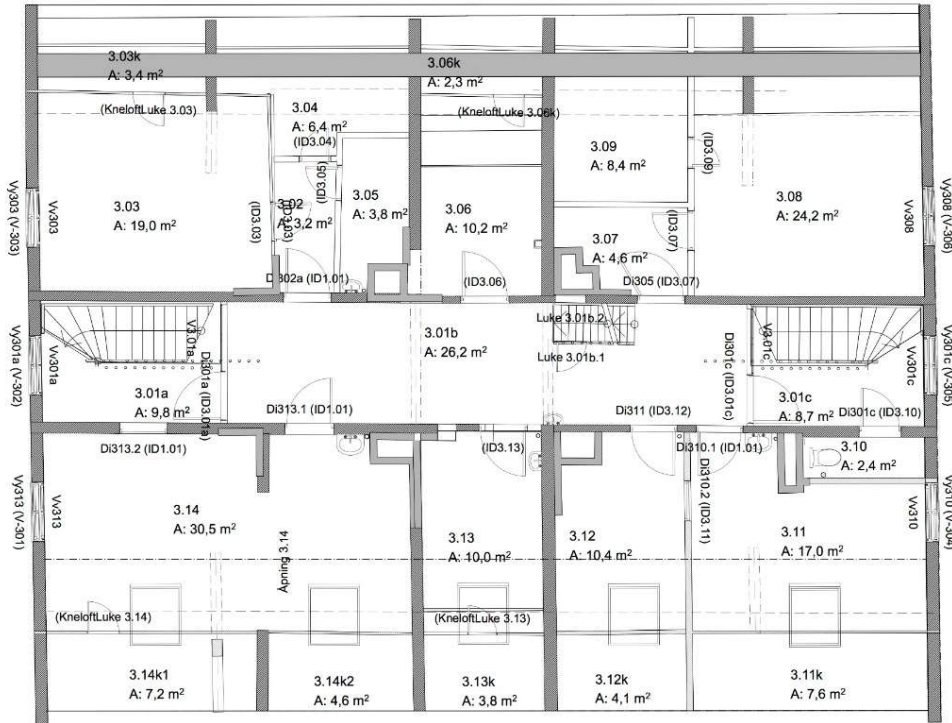 3.03k
A: 3,4 m²
3.06k
A: 2,3 m²
(KneloftLuke 3.03)
3.04
A: 6,4 m²
(ID3.04)
(KneloftLuke 3.06k)
3.09
A: 8,4 m²
(ID3.09)
(ID3.05)
3.03
A: 19,0 m²
3.02
A: 3,2 m²
(ID3.03)
(ID3.03)
3.05
A: 3,8 m²
3.06
A: 10,2 m²
3.08
A: 24,2 m²
3.07
A: 4,6 m²
(ID3.07)
Vy303 (V-303)
Vv303
Vv308
Vy308 (V-306)
Di302a (ID1.01)
(ID3.06)
Di305 (ID3.07)
3.01b
A: 26,2 m²
Luke 3.01b.2
Luke 3.01b.1
V3.01a
Di301a (ID3.01a)
V3.01c
Di301c (ID3.01c)
Vy301a (V-302)
Vv301a
Vv301c
Vy301c (V-305)
3.01a
A: 9,8 m²
3.01c
A: 8,7 m²
Di313.1 (ID1.01)
Di311 (ID3.12)
Di301c (ID3.10)
Di313.2 (ID1.01)
(ID3.13)
Di310.1 (ID1.01)
3.10
A: 2,4 m²
Di310.2 (ID3.11)
Vy313 (V-301)
Vv313
Vv310
Vy310 (V-304)
3.14
A: 30,5 m²
Åpning 3.14
3.13
A: 10,0 m²
3.12
A: 10,4 m²
3.11
A: 17,0 m²
(KneloftLuke 3.14)
(KneloftLuke 3.13)
3.14k1
A: 7,2 m²
3.14k2
A: 4,6 m²
3.13k
A: 3,8 m²
3.12k
A: 4,1 m²
3.11k
A: 7,6 m²